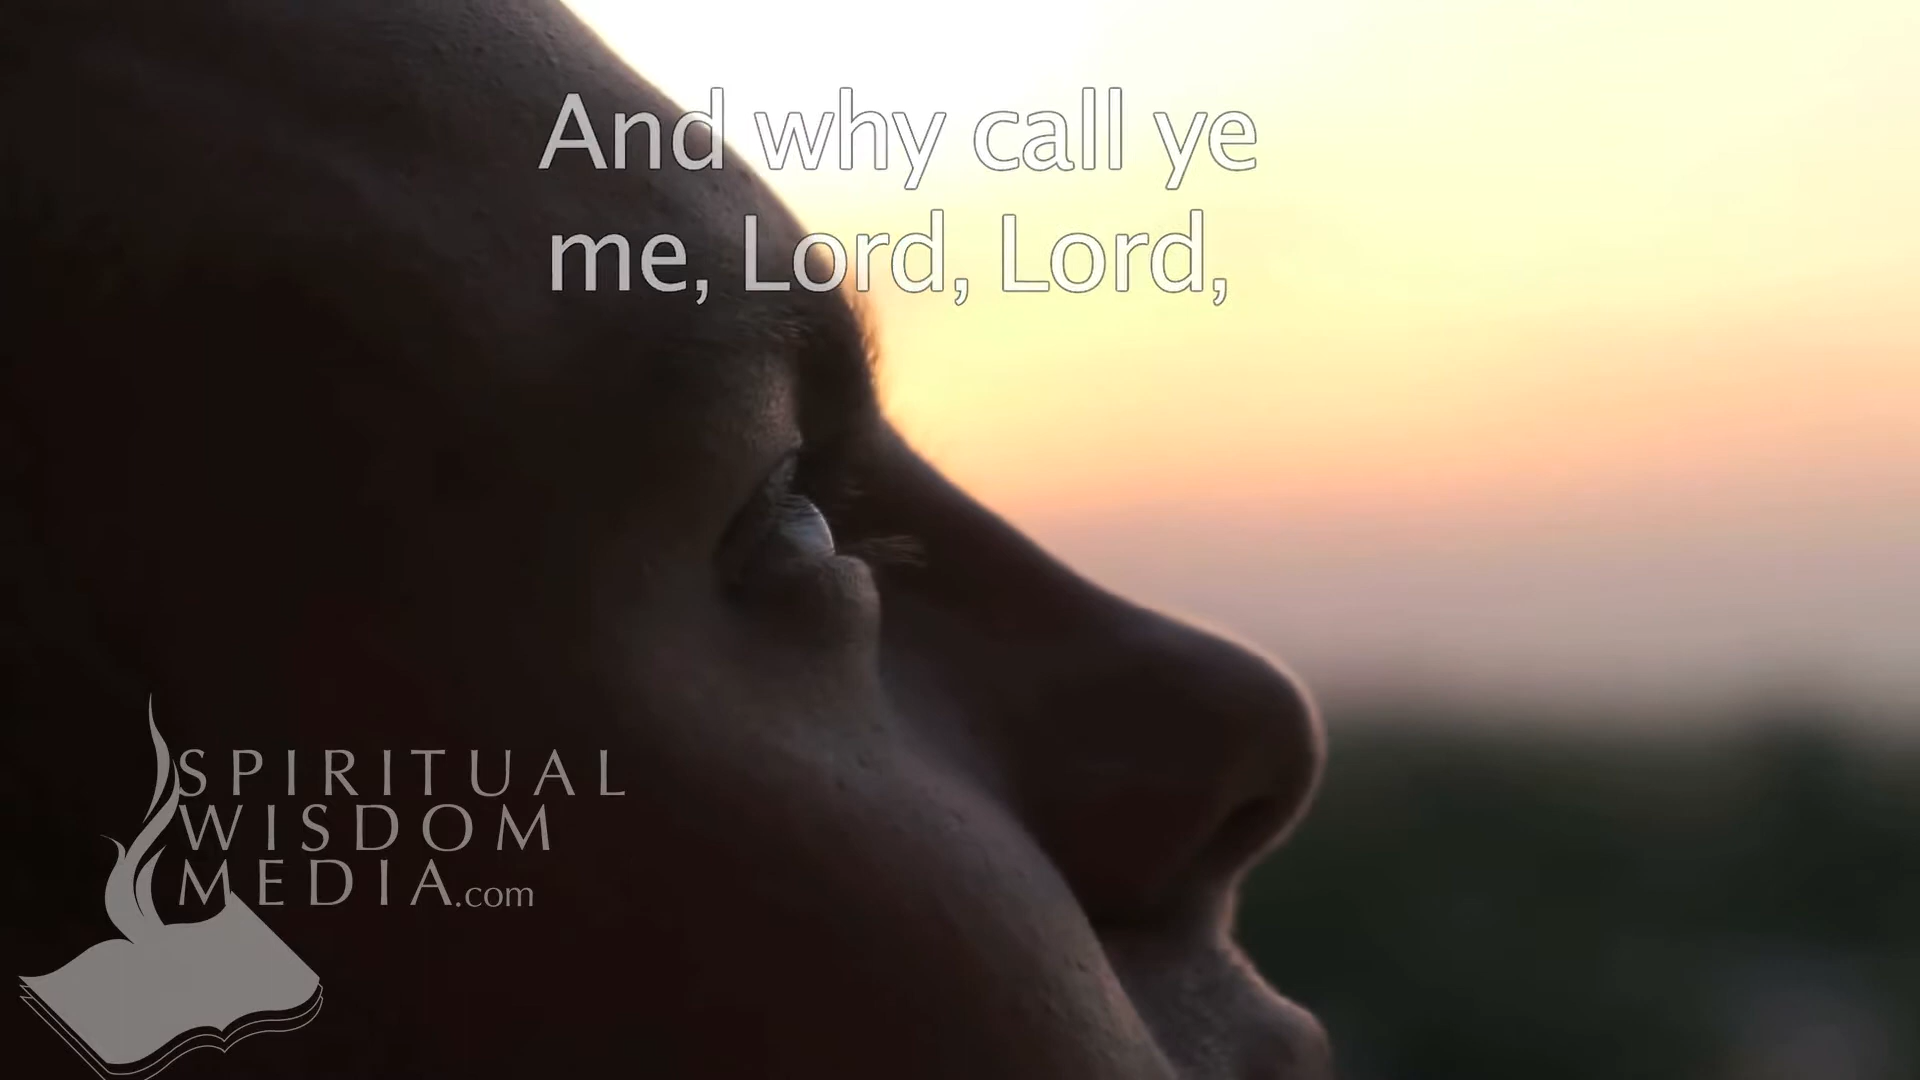 And why call ye
me, Lord, Lord,
SPIRITUAL
WISDOM
MEDIA.com